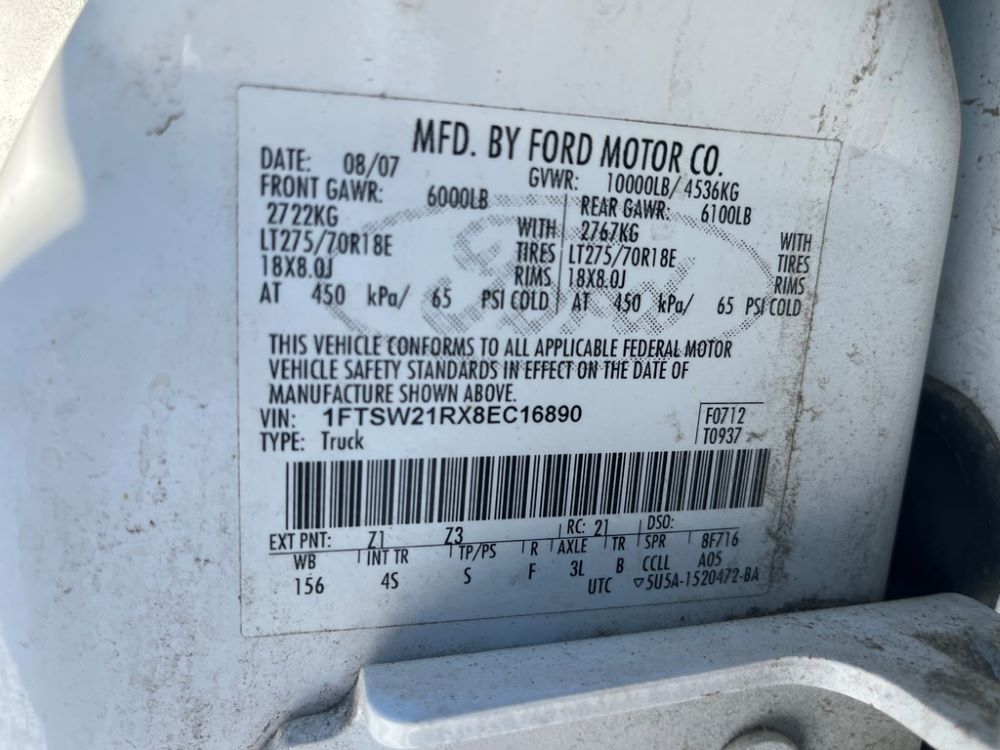 MFD. BY FORD MOTOR CO.
DATE: 08/07 GVWR: 10000LB/ 4536KG
FRONT GAWR: 6000LB REAR GAWR: 6100LB
2722KG WITH 2767KG WITH
LT275/70R18E TIRES LT275/70R18E TIRES
18X8.0J RIMS 18X8.0J RIMS
AT 450 kPa/ 65 PSI COLD AT 450 kPa/ 65 PSI COLD
Ford
THIS VEHICLE CONFORMS TO ALL APPLICABLE FEDERAL MOTOR
VEHICLE SAFETY STANDARDS IN EFFECT ON THE DATE OF
MANUFACTURE SHOWN ABOVE.
VIN: 1FTSW21RX8EC16890 F0712
TYPE: Truck T0937
EXT PNT: Z1 Z3 RC: 21 DSO:
WB INT TR TP/PS R AXLE TR SPR 8F716
156 4S S F 3L B CCLL A05
UTC ▽5U5A-1520472-BA